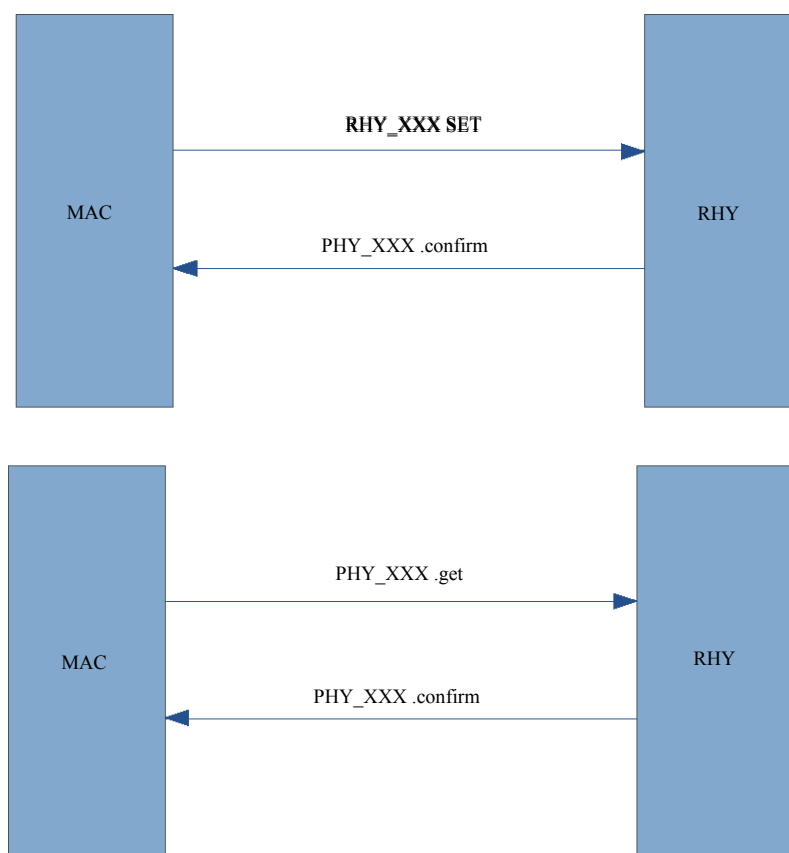 RHY_XXX SET
MAC
RHY
PHY_XXX .confirm
PHY_XXX .get
MAC
RHY
PHY_XXX .confirm